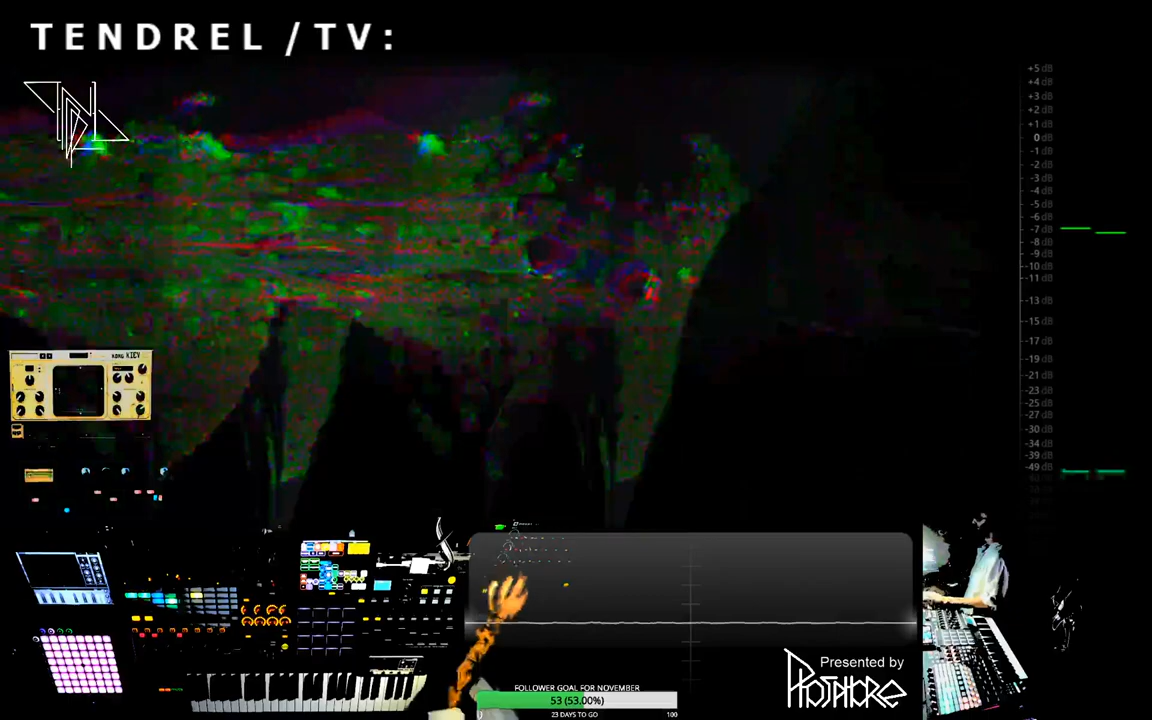 TENDREL /TV:
+5 dB
+4 dB
+3 dB
+2 dB
+1 dB
0 dB
-1 dB
-2 dB
-3 dB
-4 dB
-5 dB
-6 dB
-7 dB
-8 dB
-9 dB
-10 dB
-11 dB
-13 dB
-15 dB
-17 dB
-19 dB
-21 dB
-23 dB
-25 dB
-27 dB
-30 dB
-34 dB
-39 dB
-49 dB
KORG KIEV
Presented by
PHOSPHORE
FOLLOWER GOAL FOR NOVEMBER
53 (53.00%)
0
23 DAYS TO GO
100